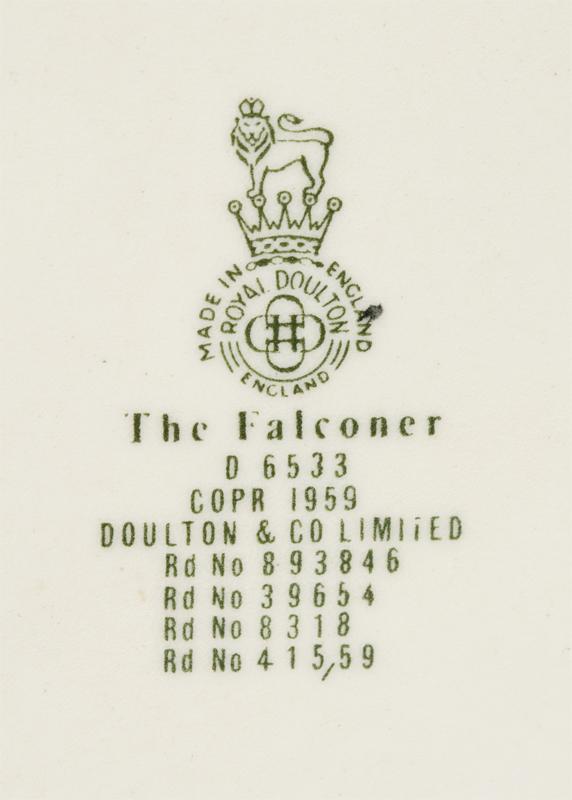 MADE IN ENGLAND
ROYAL DOULTON
ENGLAND
The Falconer
D 6533
COPR 1959
DOULTON & CO LIMITED
Rd No 893846
Rd No 39654
Rd No 8318
Rd No 415/59